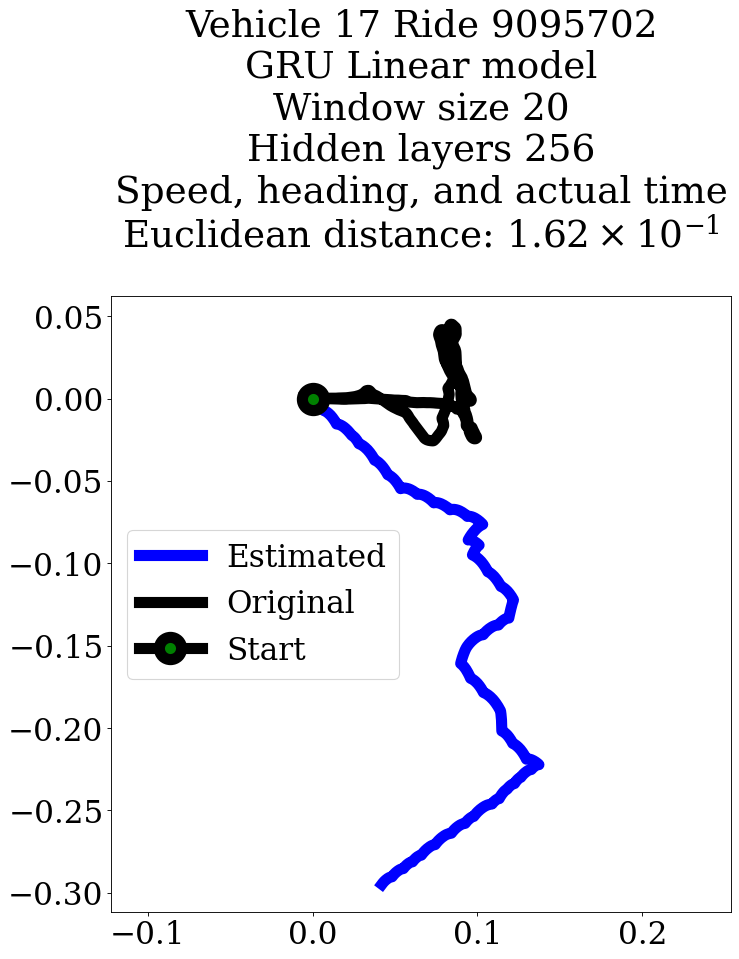 Vehicle 17 Ride 9095702
GRU Linear model
Window size 20
Hidden layers 256
Speed, heading, and actual time
Euclidean distance: 1.62 × 10⁻¹
0.05
0.00
−0.05
−0.10
−0.15
−0.20
−0.25
−0.30
Estimated
Original
Start
−0.1
0.0
0.1
0.2